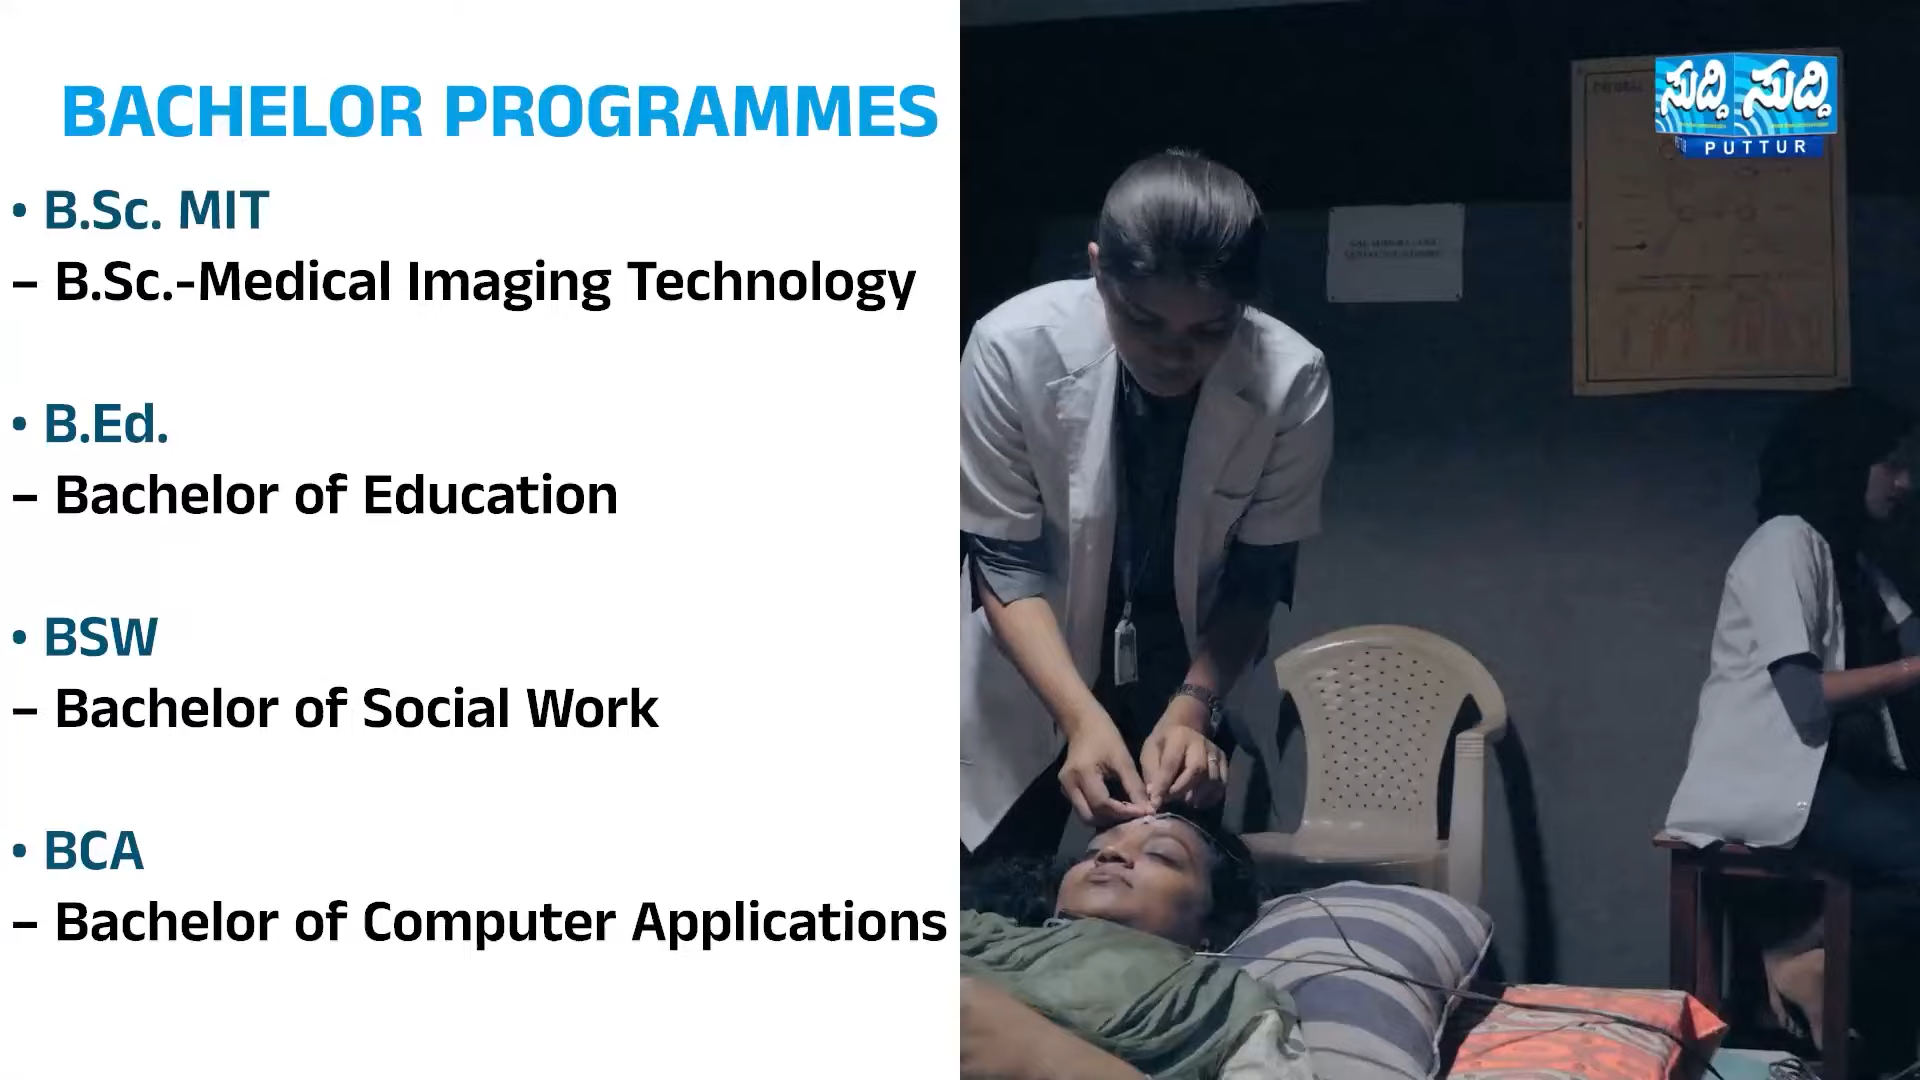 BACHELOR PROGRAMMES
• B.Sc. MIT
– B.Sc.-Medical Imaging Technology
• B.Ed.
– Bachelor of Education
• BSW
– Bachelor of Social Work
• BCA
– Bachelor of Computer Applications
ಸುದ್ದಿ ಸುದ್ದಿ
PUTTUR